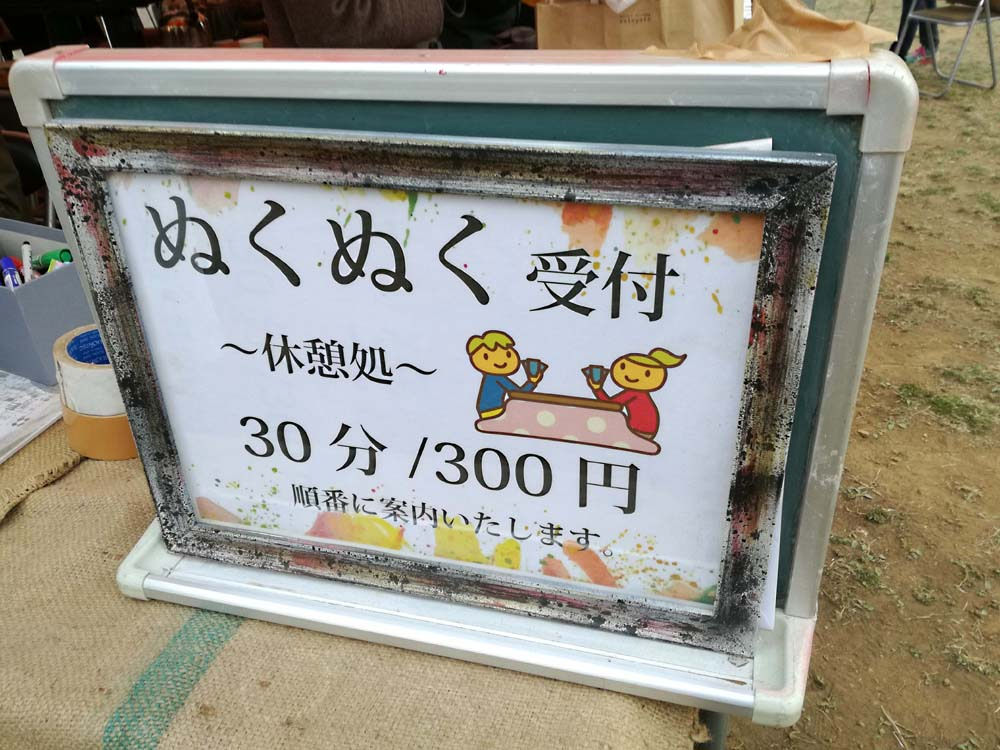 ぬくぬく 受付
～休憩処～
30分/300円
順番に案内いたします。